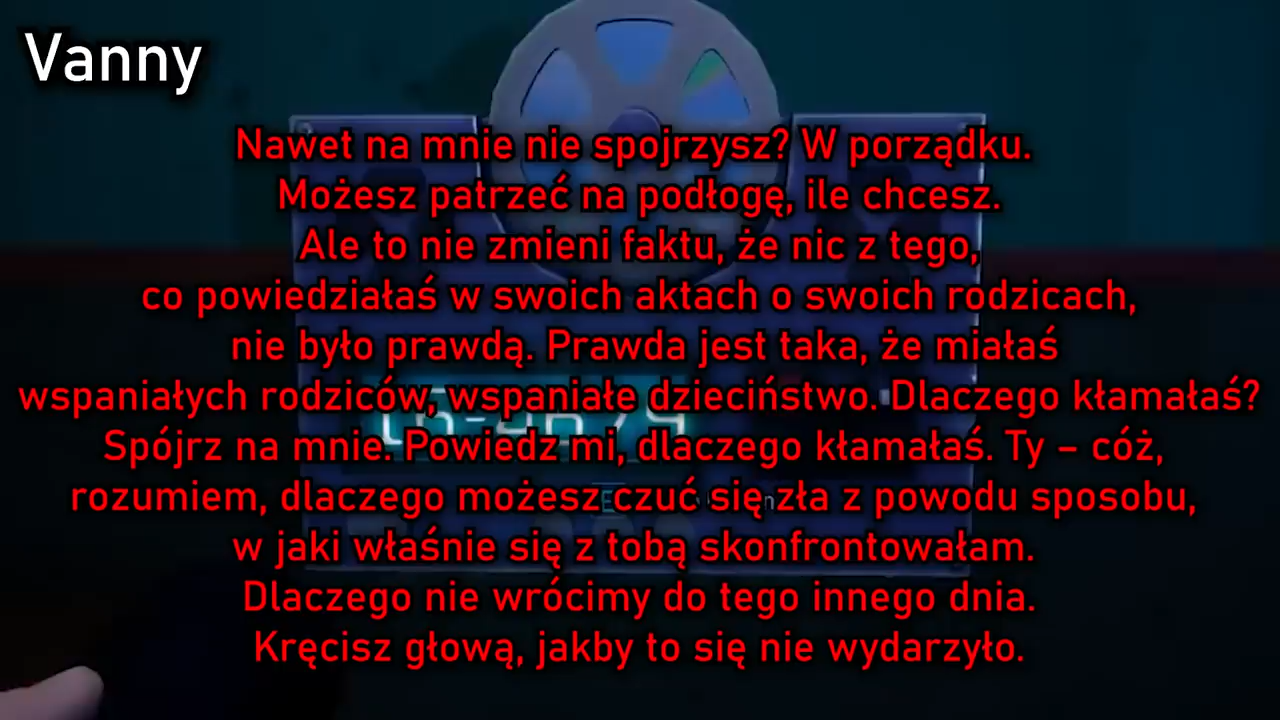 Vanny
Nawet na mnie nie spojrzysz? W porządku.
Możesz patrzeć na podłogę, ile chcesz.
Ale to nie zmieni faktu, że nic z tego,
co powiedziałaś w swoich aktach o swoich rodzicach,
nie było prawdą. Prawda jest taka, że miałaś
wspaniałych rodziców, wspaniałe dzieciństwo. Dlaczego kłamałaś?
Spójrz na mnie. Powiedz mi, dlaczego kłamałaś. Ty – cóż,
rozumiem, dlaczego możesz czuć się zła z powodu sposobu,
w jaki właśnie się z tobą skonfrontowałam.
Dlaczego nie wrócimy do tego innego dnia.
Kręcisz głową, jakby to się nie wydarzyło.